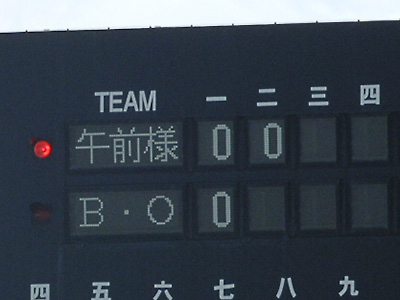 TEAM 一 二 三 四
午前様 0 0
B・O 0
四 五 六 七 八 九